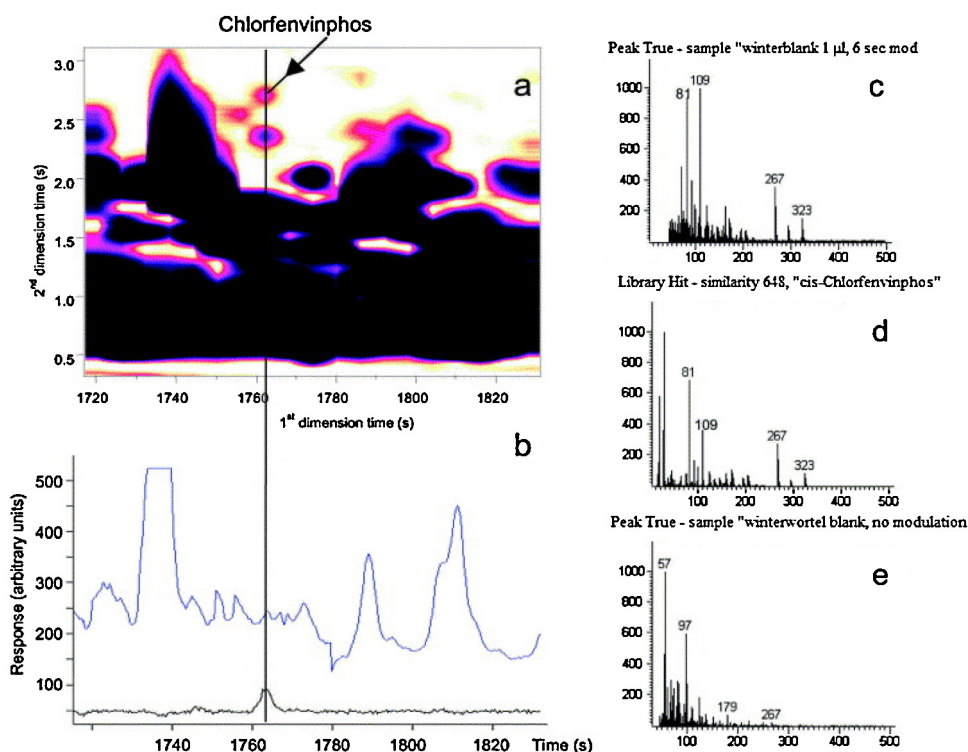 Chlorfenvinphos
a
3.0
2.5
2.0
1.5
1.0
0.5
2nd dimension time (s)
1720 1740 1760 1780 1800 1820
1st dimension time (s)
b
500
400
300
200
100
Response (arbitrary units)
1740 1760 1780 1800 1820 Time (s)
Peak True - sample "winterblank 1 µl, 6 sec mod
c
1000
800
600
400
200
81
109
267
323
100 200 300 400 500
Library Hit - similarity 648, "cis-Chlorfenvinphos"
d
1000
800
600
400
200
81
109
267
323
100 200 300 400 500
Peak True - sample "winterwortel blank, no modulation
e
1000
800
600
400
200
57
97
179
267
100 200 300 400 500